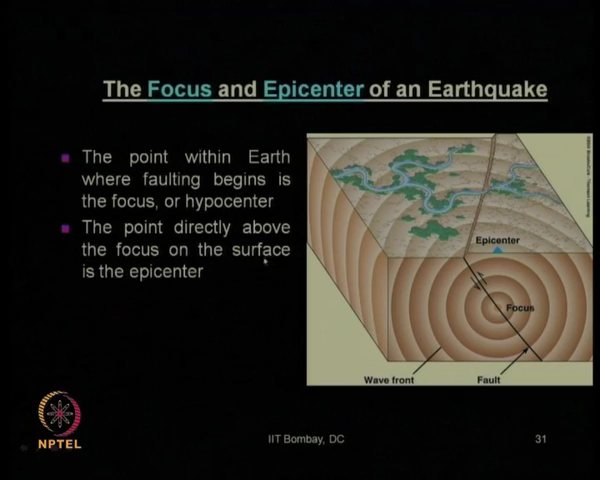 The Focus and Epicenter of an Earthquake
The point within Earth
where faulting begins is
the focus, or hypocenter
The point directly above
the focus on the surface
is the epicenter
Epicenter
Focus
Wave front
Fault
NPTEL
IIT Bombay, DC
31